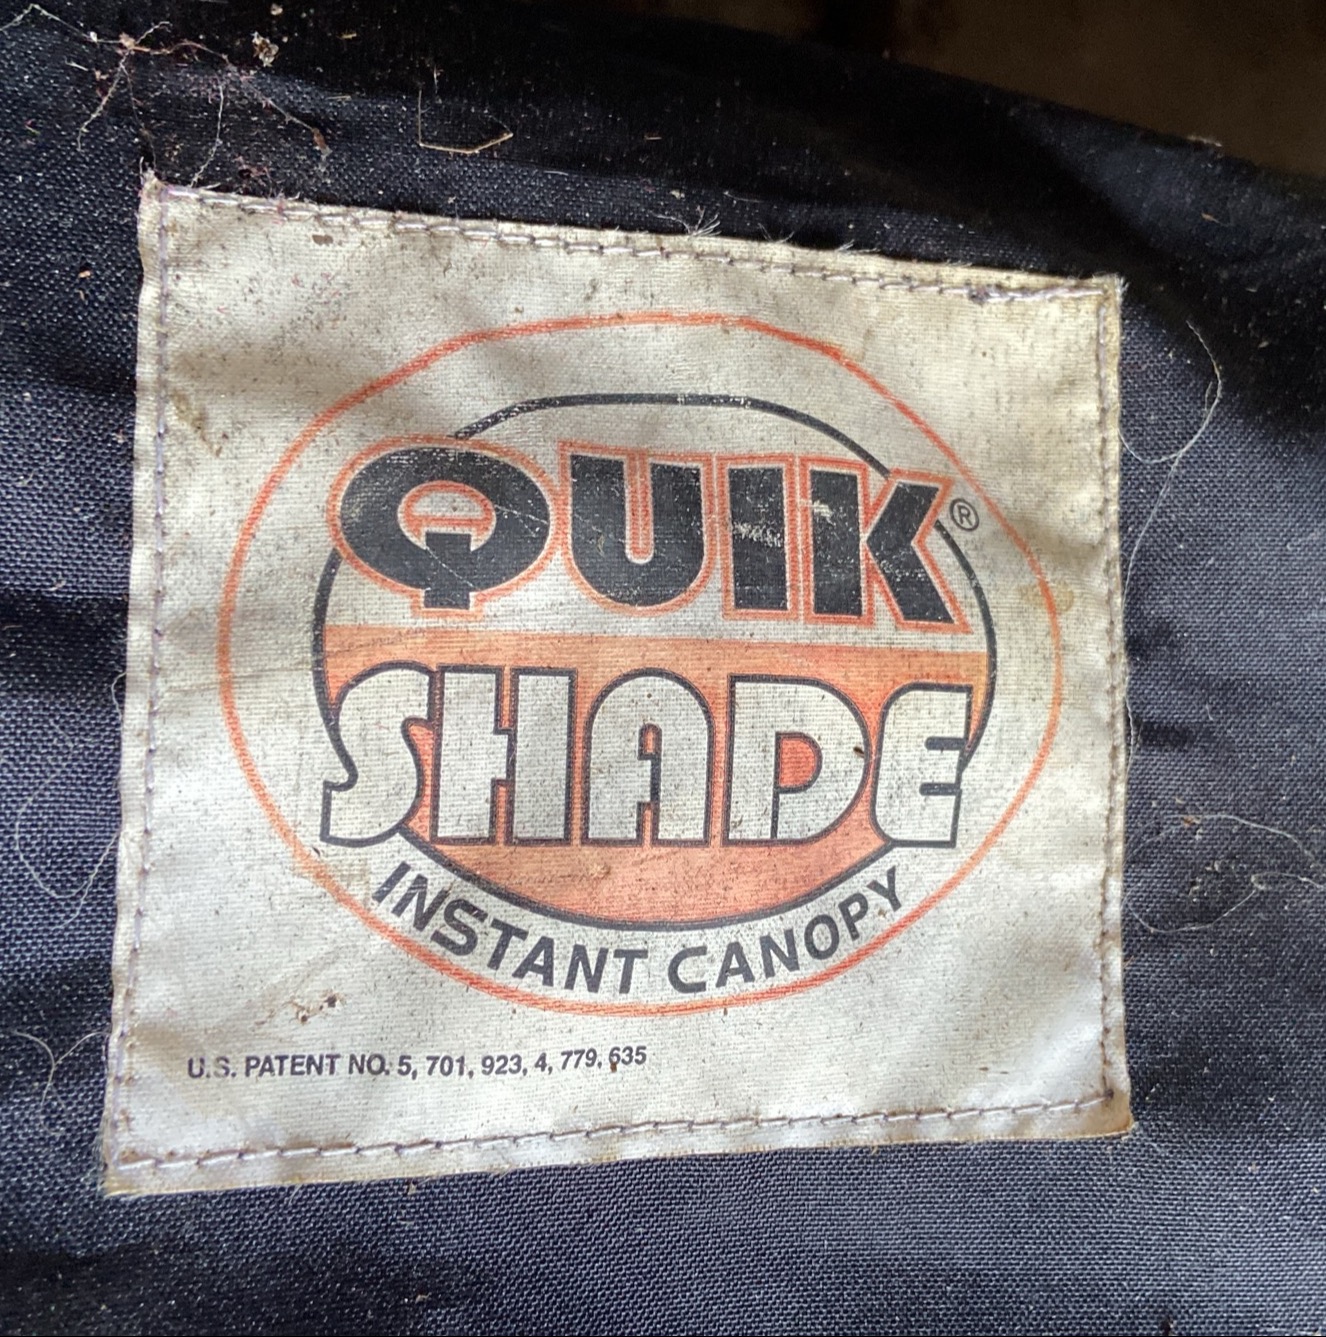 QUIK®
SHADE
INSTANT CANOPY
U.S. PATENT NO. 5, 701, 923, 4, 779, 635